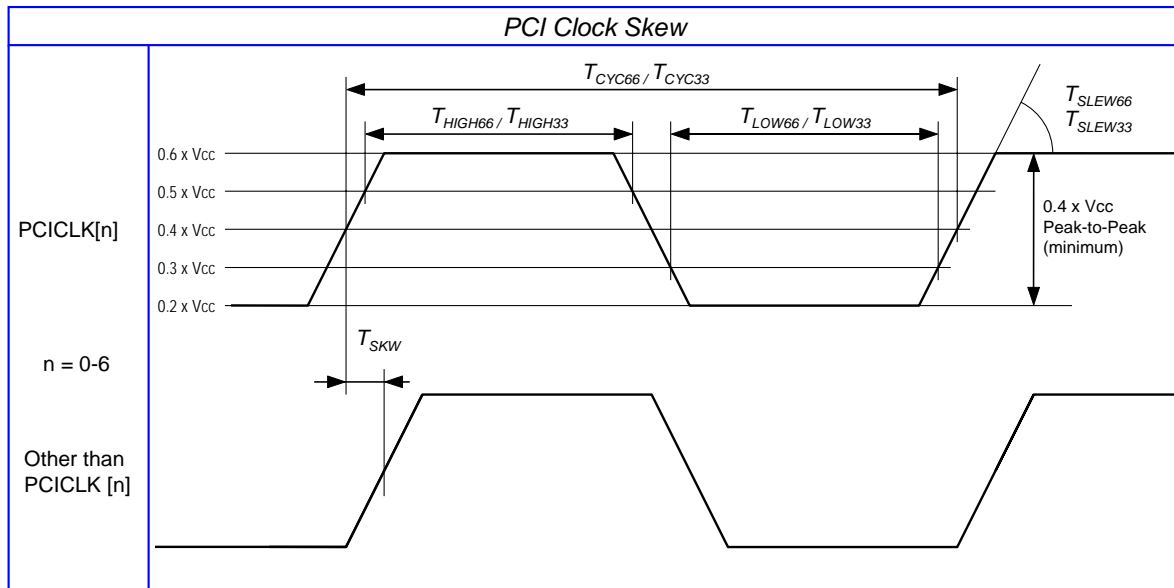 PCI Clock Skew
TCYC66 / TCYC33
THIGH66 / THIGH33
TLOW66 / TLOW33
TSLEW66
TSLEW33
0.6 x Vcc
0.5 x Vcc
PCICLK[n]
0.4 x Vcc
0.3 x Vcc
0.2 x Vcc
0.4 x Vcc
Peak-to-Peak
(minimum)
TSKW
n = 0-6
Other than
PCICLK [n]